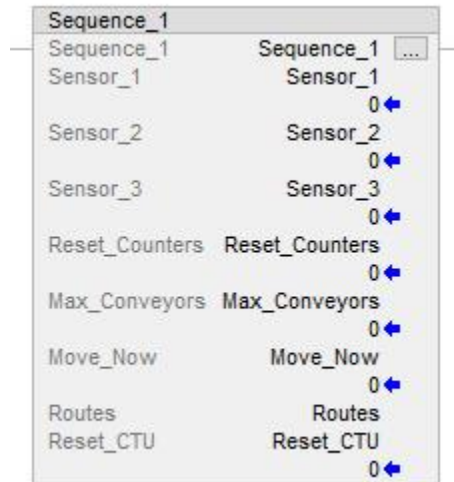 Sequence_1
Sequence_1 Sequence_1 ...
Sensor_1 Sensor_1
0
Sensor_2 Sensor_2
0
Sensor_3 Sensor_3
0
Reset_Counters Reset_Counters
0
Max_Conveyors Max_Conveyors
0
Move_Now Move_Now
0
Routes Routes
Reset_CTU Reset_CTU
0